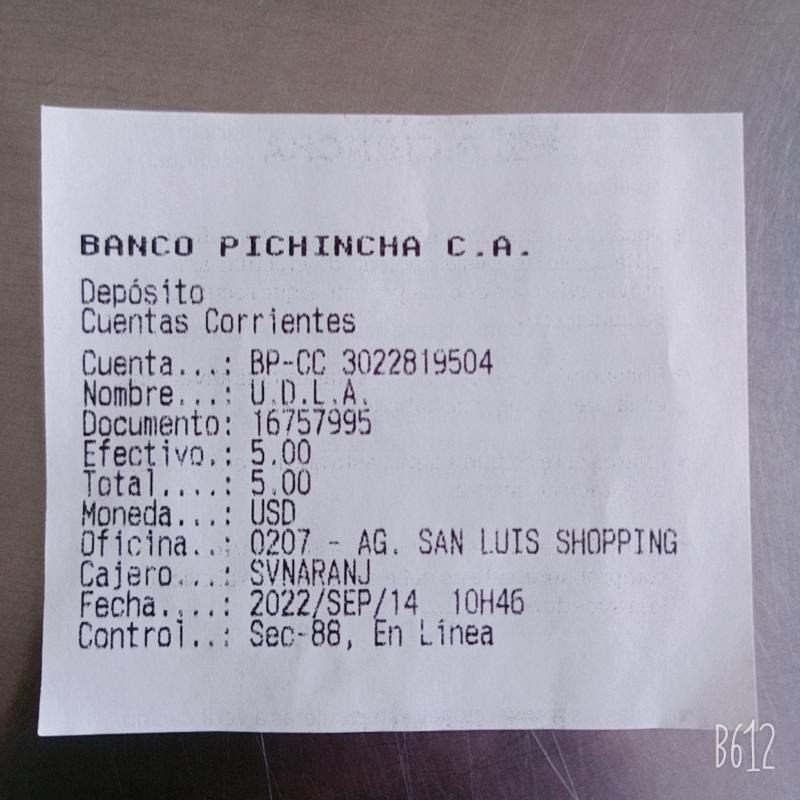 BANCO PICHINCHA C.A.
Depósito
Cuentas Corrientes
Cuenta...: BP-CC 3022819504
Nombre...: U.D.L.A.
Documento: 16757995
Efectivo.: 5.00
Total....: 5.00
Moneda...: USD
Oficina..: 0207 - AG. SAN LUIS SHOPPING
Cajero...: SVNARANJ
Fecha....: 2022/SEP/14 10H46
Control..: Sec-88, En Línea
B612